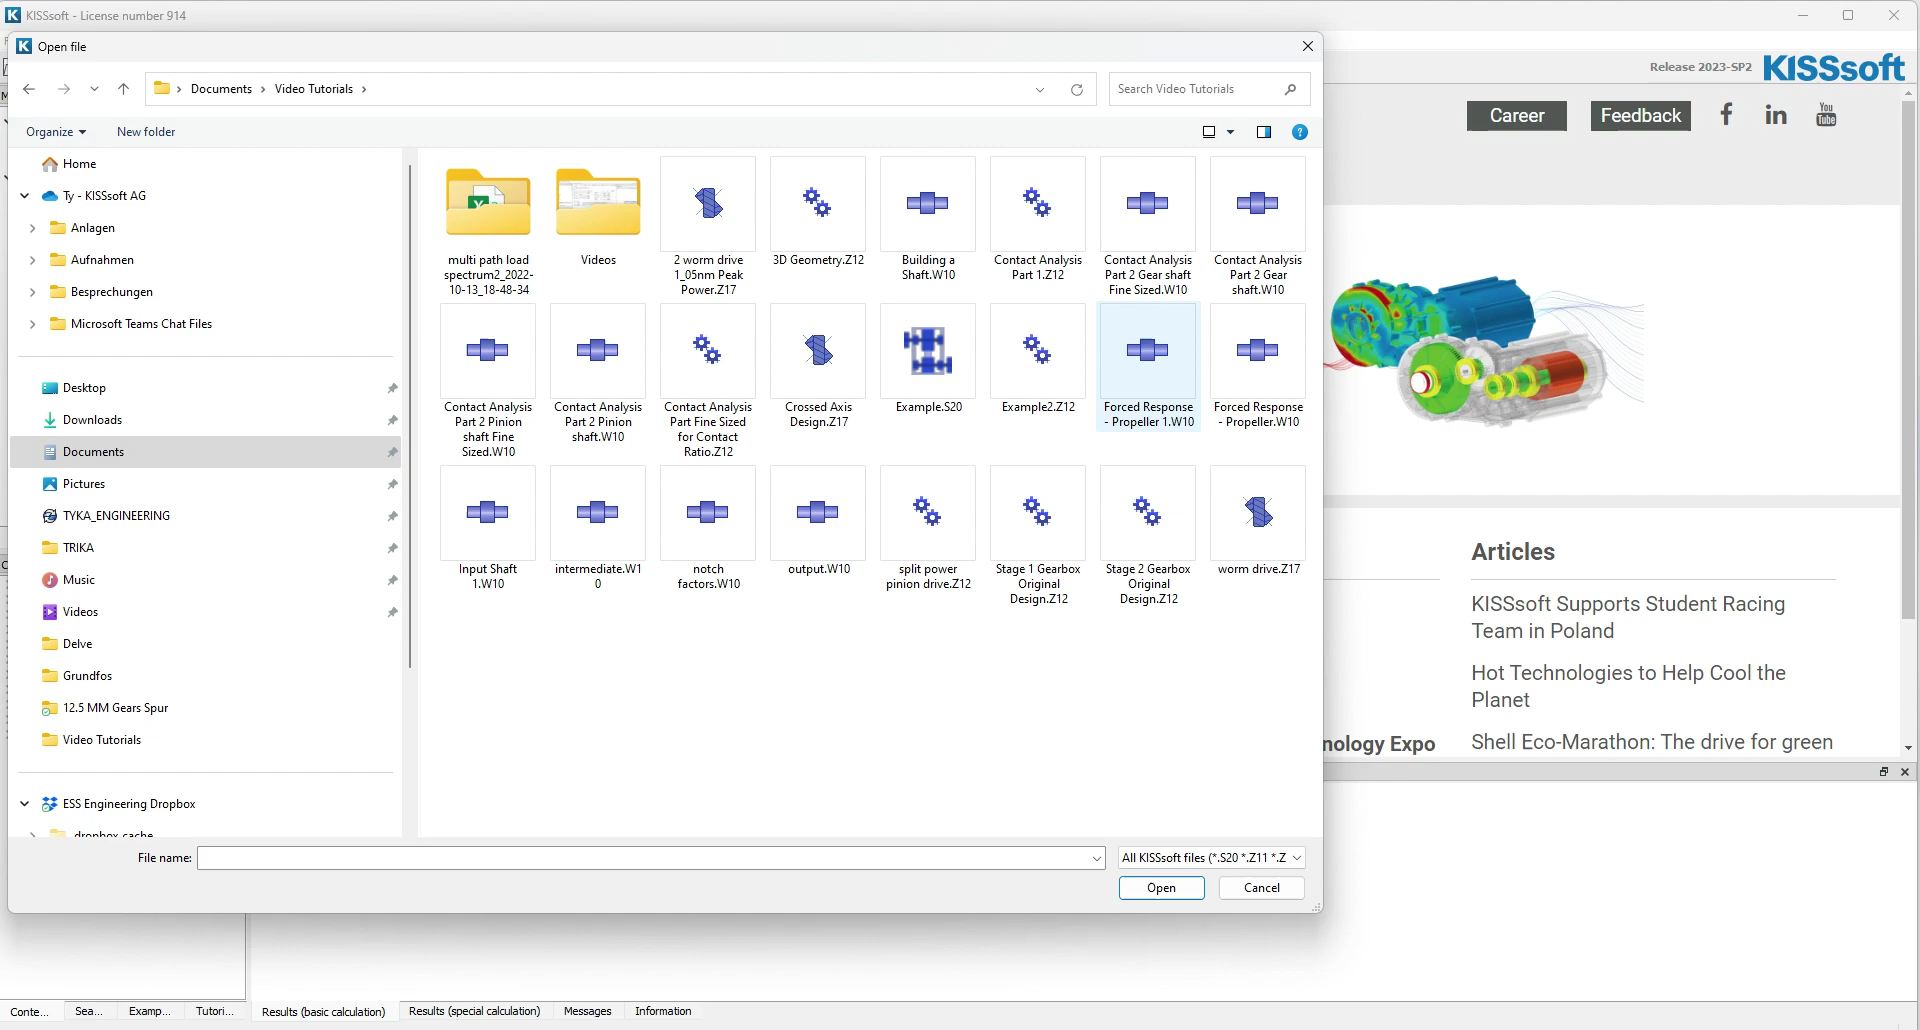 KISSsoft - License number 914
Open file
Documents
Video Tutorials
Search Video Tutorials
Release 2023-SP2
KISSsoft
Organize
New folder
Career
Feedback
You
Tube
Home
Ty - KISSsoft AG
Anlagen
Aufnahmen
Besprechungen
Microsoft Teams Chat Files
Desktop
Downloads
Documents
Pictures
TYKA_ENGINEERING
TRIKA
Music
Videos
Delve
Grundfos
12.5 MM Gears Spur
Video Tutorials
ESS Engineering Dropbox
multi path load
spectrum2_2022-
10-13_18-48-34
Videos
2 worm drive
1_05nm Peak
Power.Z17
3D Geometry.Z12
Building a
Shaft.W10
Contact Analysis
Part 1.Z12
Contact Analysis
Part 2 Gear shaft
Fine Sized.W10
Contact Analysis
Part 2 Gear
shaft.W10
Contact Analysis
Part 2 Pinion
shaft Fine
Sized.W10
Contact Analysis
Part 2 Pinion
shaft.W10
Contact Analysis
Part Fine Sized
for Contact
Ratio.Z12
Crossed Axis
Design.Z17
Example.S20
Example2.Z12
Forced Response
- Propeller 1.W10
Forced Response
- Propeller.W10
Input Shaft
1.W10
intermediate.W1
0
notch
factors.W10
output.W10
split power
pinion drive.Z12
Stage 1 Gearbox
Original
Design.Z12
Stage 2 Gearbox
Original
Design.Z12
worm drive.Z17
Articles
KISSsoft Supports Student Racing
Team in Poland
Hot Technologies to Help Cool the
Planet
nology Expo
Shell Eco-Marathon: The drive for green
File name:
All KISSsoft files (*.S20 *.Z11 *.Z
Open
Cancel
Conte...
Sea...
Examp...
Tutori...
Results (basic calculation)
Results (special calculation)
Messages
Information